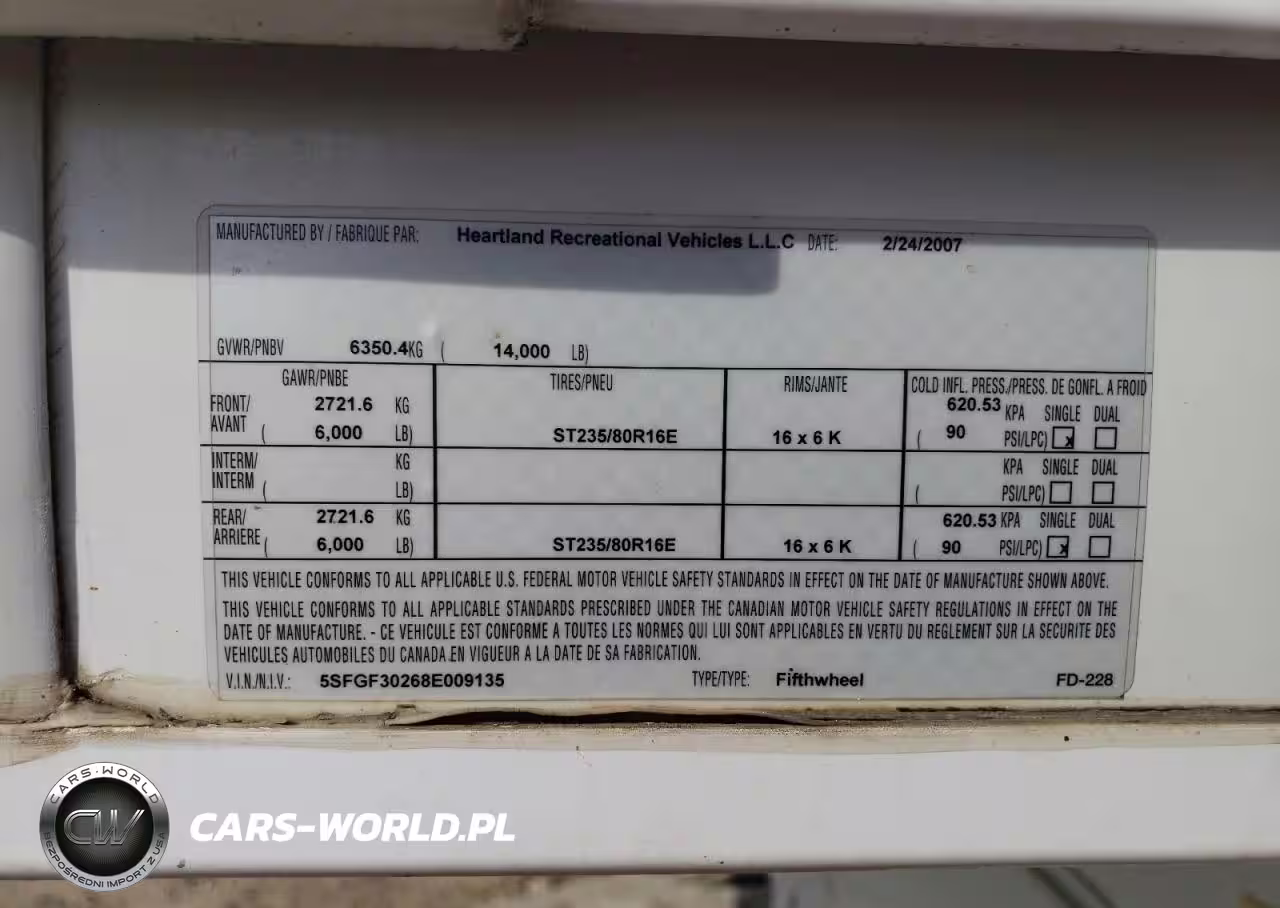 MANUFACTURED BY / FABRIQUE PAR: Heartland Recreational Vehicles L.L.C DATE: 2/24/2007
GVWR/PNBV 6350.4KG ( 14,000 LB)
GAWR/PNBE TIRES/PNEU RIMS/JANTE COLD INFL. PRESS./PRESS. DE GONFL. A FROID
FRONT/ 2721.6 KG 620.53 KPA SINGLE DUAL
AVANT ( 6,000 LB) ST235/80R16E 16 x 6 K ( 90 PSI/LPC) x
INTERM/ KG KPA SINGLE DUAL
INTERM ( LB) ( PSI/LPC)
REAR/ 2721.6 KG 620.53 KPA SINGLE DUAL
ARRIERE ( 6,000 LB) ST235/80R16E 16 x 6 K ( 90 PSI/LPC) x
THIS VEHICLE CONFORMS TO ALL APPLICABLE U.S. FEDERAL MOTOR VEHICLE SAFETY STANDARDS IN EFFECT ON THE DATE OF MANUFACTURE SHOWN ABOVE.
THIS VEHICLE CONFORMS TO ALL APPLICABLE STANDARDS PRESCRIBED UNDER THE CANADIAN MOTOR VEHICLE SAFETY REGULATIONS IN EFFECT ON THE
DATE OF MANUFACTURE. - CE VEHICULE EST CONFORME A TOUTES LES NORMES QUI LUI SONT APPLICABLES EN VERTU DU REGLEMENT SUR LA SECURITE DES
VEHICULES AUTOMOBILES DU CANADA EN VIGUEUR A LA DATE DE SA FABRICATION.
V.I.N./N.I.V.: 5SFGF30268E009135 TYPE/TYPE: Fifthwheel FD-228
CARS-WORLD
CW
BEZPOŚREDNI IMPORT Z USA
CARS-WORLD.PL